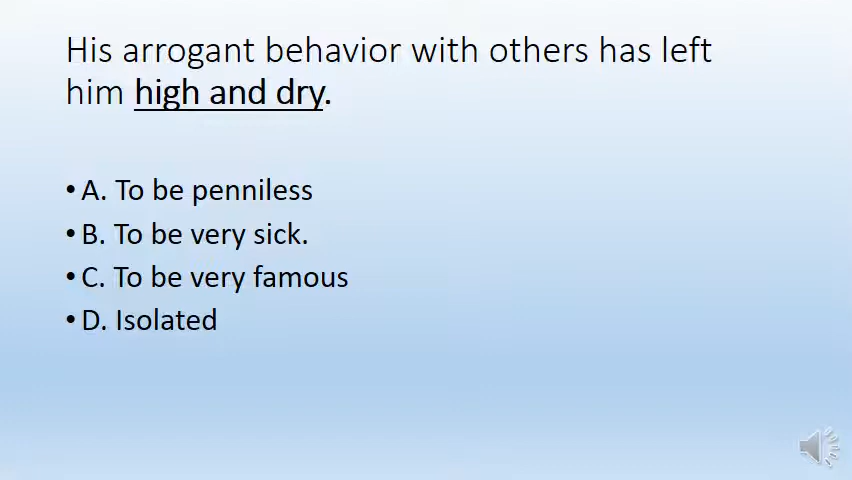 His arrogant behavior with others has left
him high and dry.
• A. To be penniless
• B. To be very sick.
• C. To be very famous
• D. Isolated